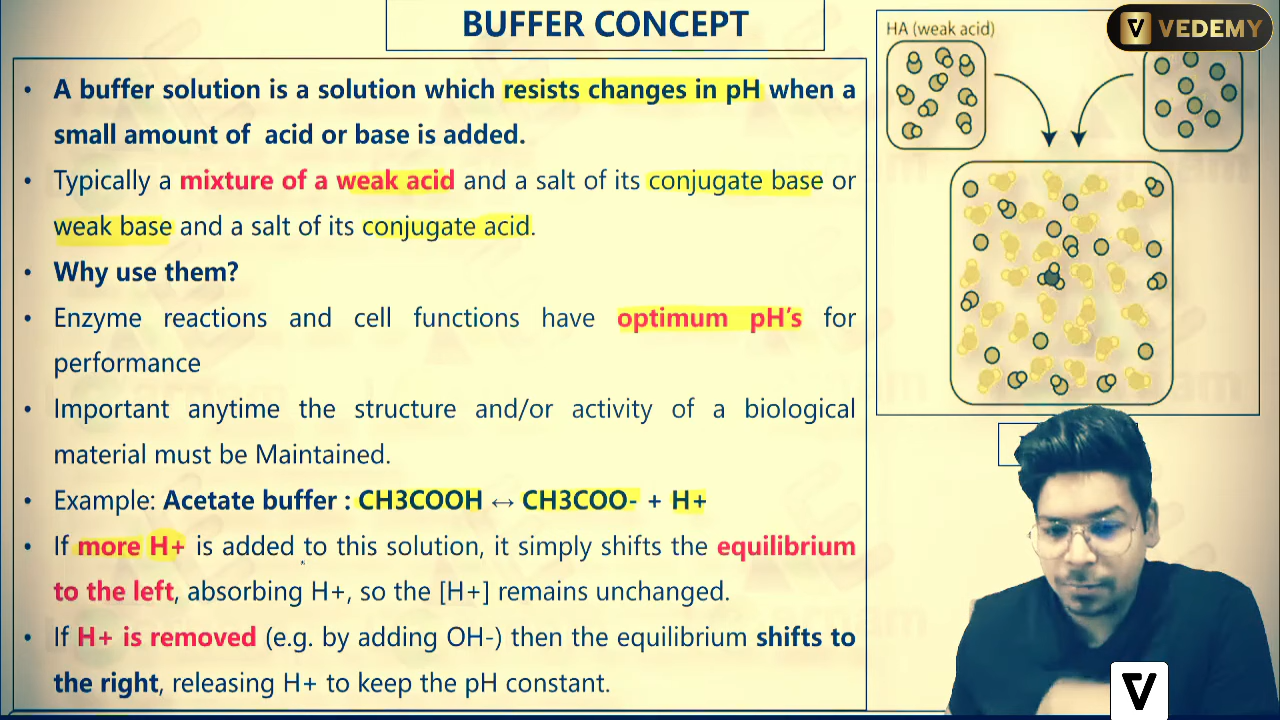 BUFFER CONCEPT
• A buffer solution is a solution which resists changes in pH when a
small amount of acid or base is added.
• Typically a mixture of a weak acid and a salt of its conjugate base or
weak base and a salt of its conjugate acid.
• Why use them?
• Enzyme reactions and cell functions have optimum pH’s for
performance
• Important anytime the structure and/or activity of a biological
material must be Maintained.
• Example: Acetate buffer : CH3COOH ↔ CH3COO- + H+
• If more H+ is added to this solution, it simply shifts the equilibrium
to the left, absorbing H+, so the [H+] remains unchanged.
• If H+ is removed (e.g. by adding OH-) then the equilibrium shifts to
the right, releasing H+ to keep the pH constant.
HA (weak acid)
VEDEMY